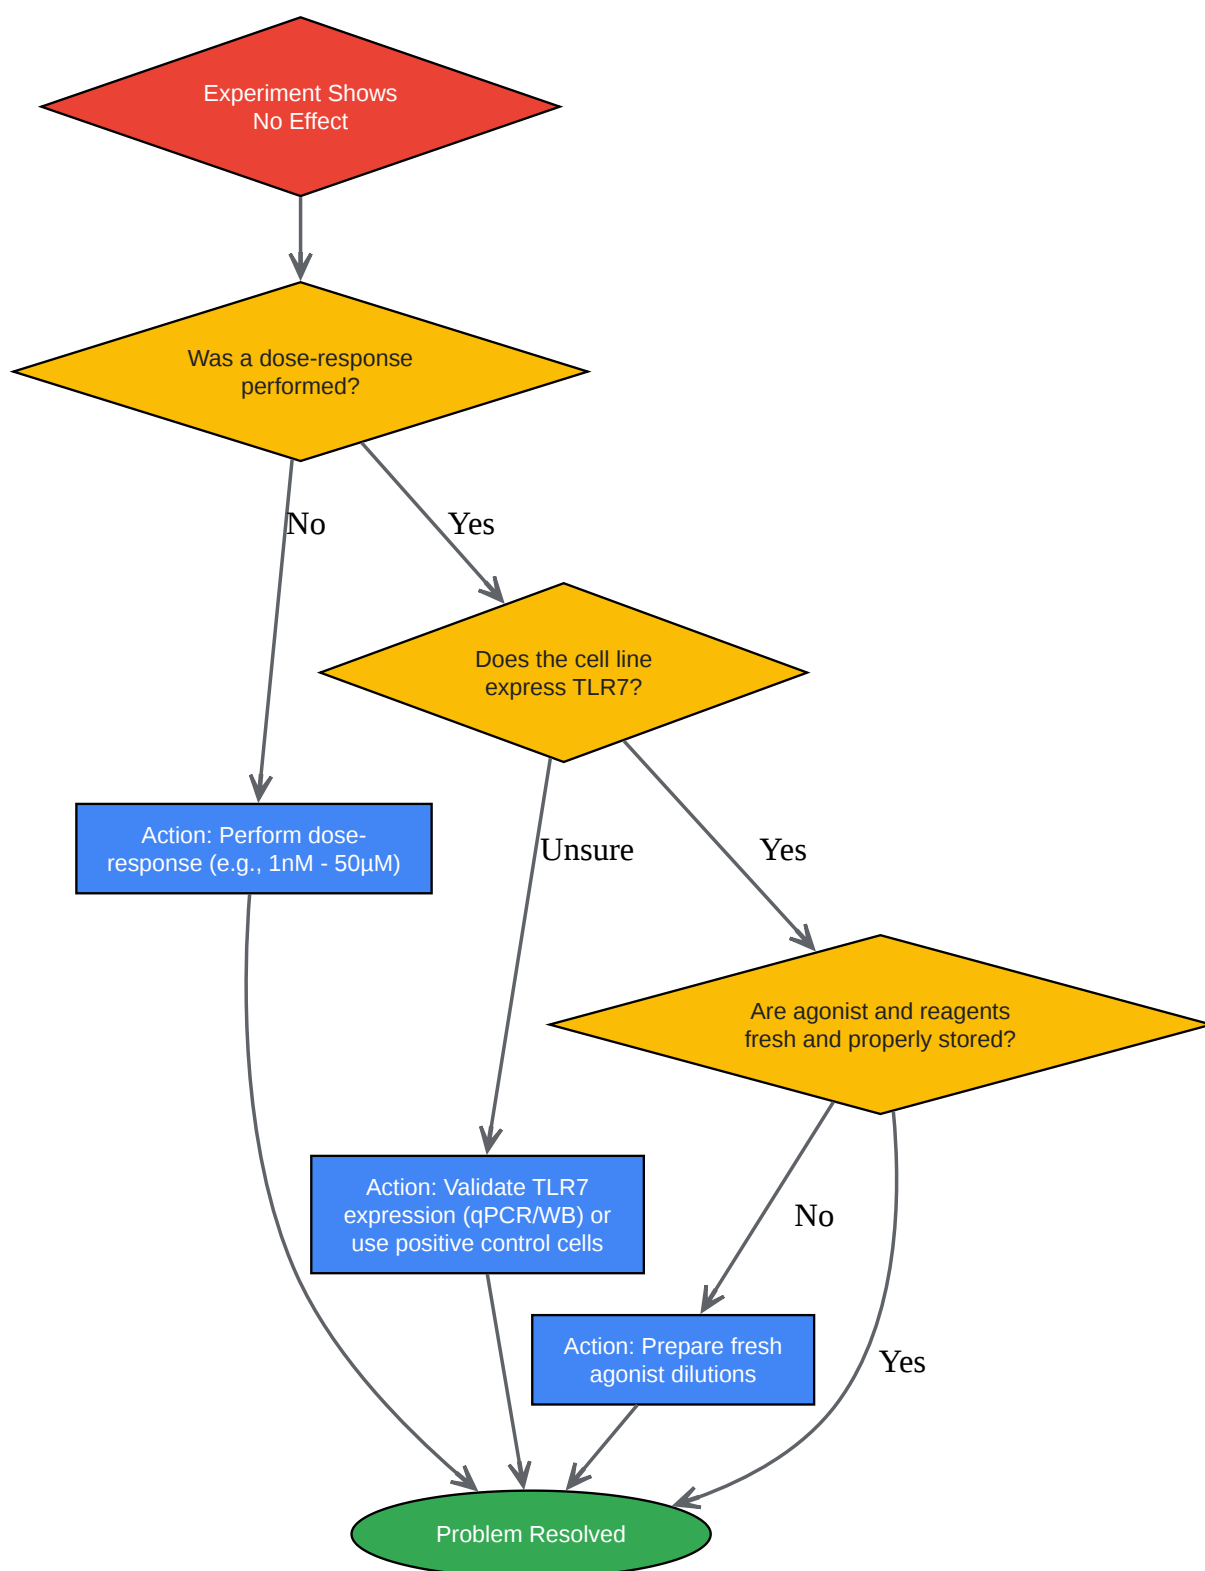 Experiment Shows
No Effect
Was a dose-response
performed?
No
Yes
Does the cell line
express TLR7?
Action: Perform dose-
response (e.g., 1nM - 50µM)
Unsure
Yes
Are agonist and reagents
fresh and properly stored?
Action: Validate TLR7
expression (qPCR/WB) or
use positive control cells
No
Action: Prepare fresh
agonist dilutions
Yes
Problem Resolved